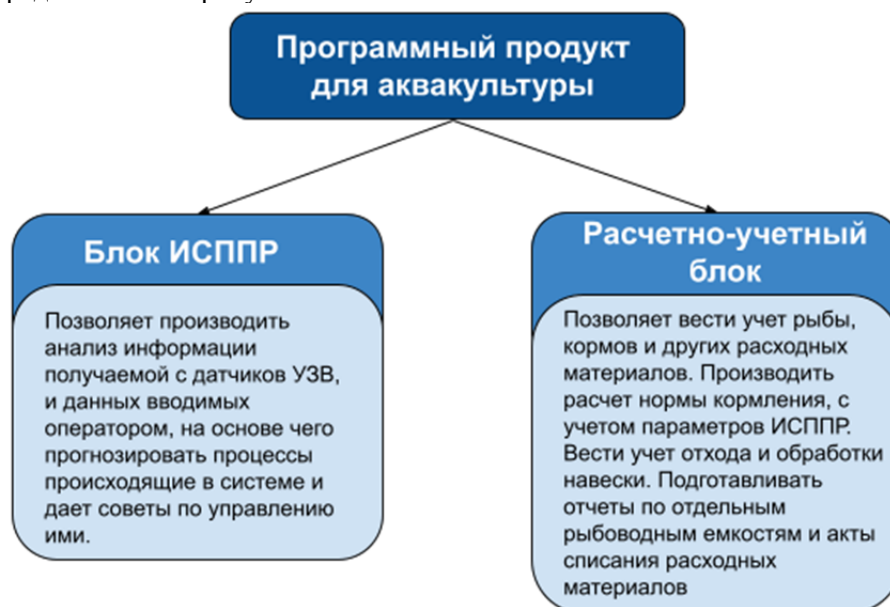 Программный продукт
для аквакультуры
Блок ИСППР
Позволяет производить
анализ информации
получаемой с датчиков УЗВ,
и данных вводимых
оператором, на основе чего
прогнозировать процессы
происходящие в системе и
дает советы по управлению
ими.
Расчетно-учетный
блок
Позволяет вести учет рыбы,
кормов и других расходных
материалов. Производить
расчет нормы кормления, с
учетом параметров ИСППР.
Вести учет отхода и обработки
навески. Подготавливать
отчеты по отдельным
рыбоводным емкостям и акты
списания расходных
материалов